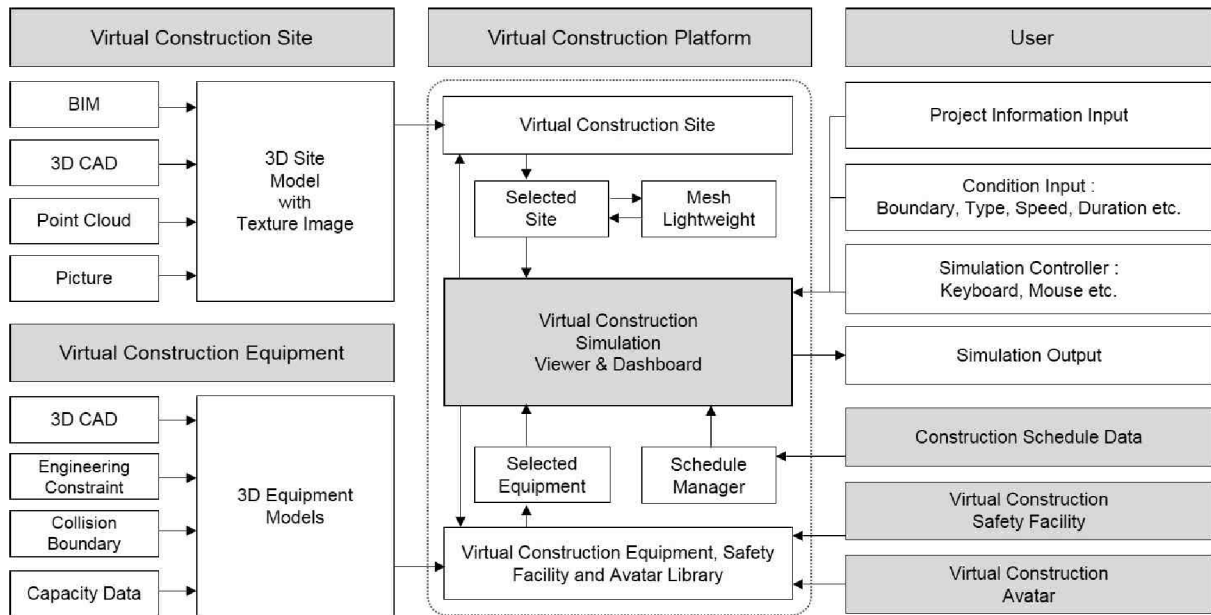 Virtual Construction Site
Virtual Construction Platform
User
BIM
3D CAD
Point Cloud
Picture
3D Site
Model
with
Texture Image
Virtual Construction Equipment
3D CAD
Engineering
Constraint
Collision
Boundary
Capacity Data
3D Equipment
Models
Virtual Construction Site
Selected
Site
Mesh
Lightweight
Virtual Construction
Simulation
Viewer & Dashboard
Selected
Equipment
Schedule
Manager
Virtual Construction Equipment, Safety
Facility and Avatar Library
Project Information Input
Condition Input :
Boundary, Type, Speed, Duration etc.
Simulation Controller :
Keyboard, Mouse etc.
Simulation Output
Construction Schedule Data
Virtual Construction
Safety Facility
Virtual Construction
Avatar